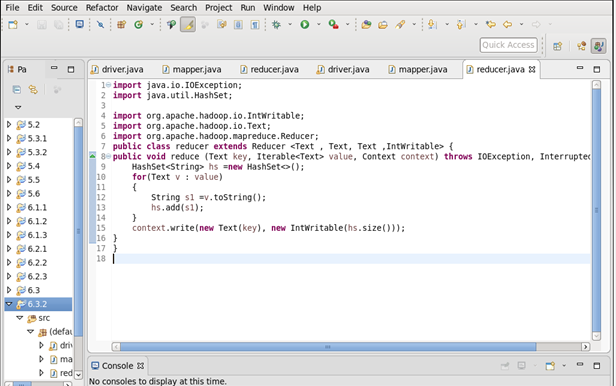 File Edit Source Refactor Navigate Search Project Run Window Help
Quick Access
Pa
driver.java mapper.java reducer.java driver.java mapper.java reducer.java
5.2
5.3.1
5.3.2
5.4
5.5
5.6
6.1.1
6.1.2
6.1.3
6.2.1
6.2.2
6.2.3
6.3
6.3.2
src
(defau
driv
ma
red
1 import java.io.IOException;
2 import java.util.HashSet;
3
4 import org.apache.hadoop.io.IntWritable;
5 import org.apache.hadoop.io.Text;
6 import org.apache.hadoop.mapreduce.Reducer;
7 public class reducer extends Reducer <Text , Text, Text ,IntWritable> {
8 public void reduce (Text key, Iterable<Text> value, Context context) throws IOException, Interrupted
9 HashSet<String> hs =new HashSet<>();
10 for(Text v : value)
11 {
12 String s1 =v.toString();
13 hs.add(s1);
14 }
15 context.write(new Text(key), new IntWritable(hs.size()));
16 }
17 }
18
Console
No consoles to display at this time.